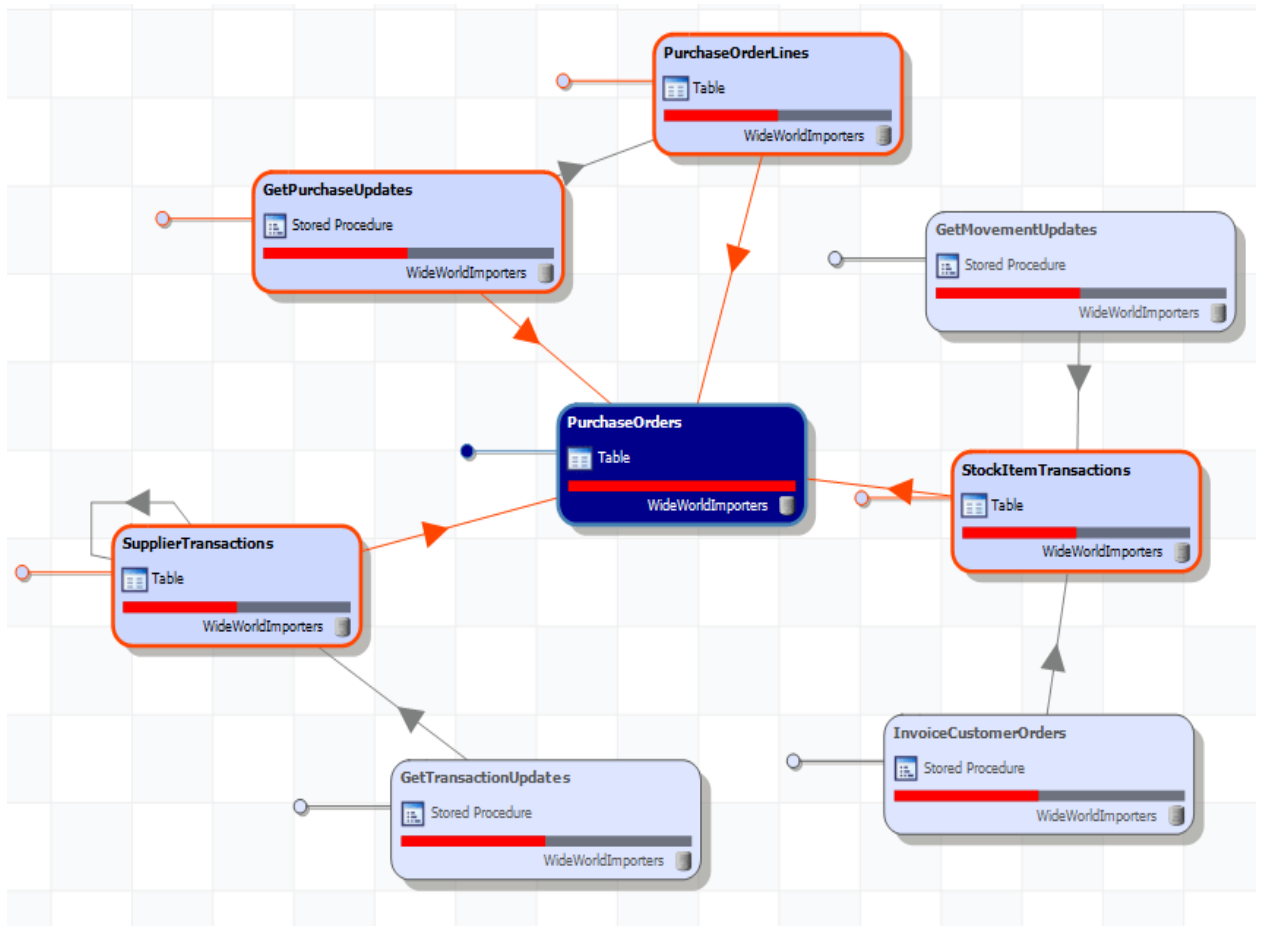 PurchaseOrderLines
Table
WideWorldImporters
GetPurchaseUpdates
Stored Procedure
WideWorldImporters
GetMovementUpdates
Stored Procedure
WideWorldImporters
PurchaseOrders
Table
WideWorldImporters
StockItemTransactions
Table
WideWorldImporters
SupplierTransactions
Table
WideWorldImporters
InvoiceCustomerOrders
Stored Procedure
WideWorldImporters
GetTransactionUpdates
Stored Procedure
WideWorldImporters